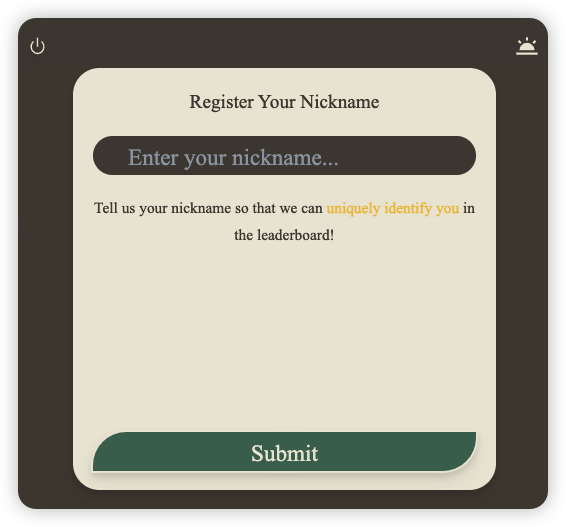 Register Your Nickname
Enter your nickname...
Tell us your nickname so that we can uniquely identify you in
the leaderboard!
Submit